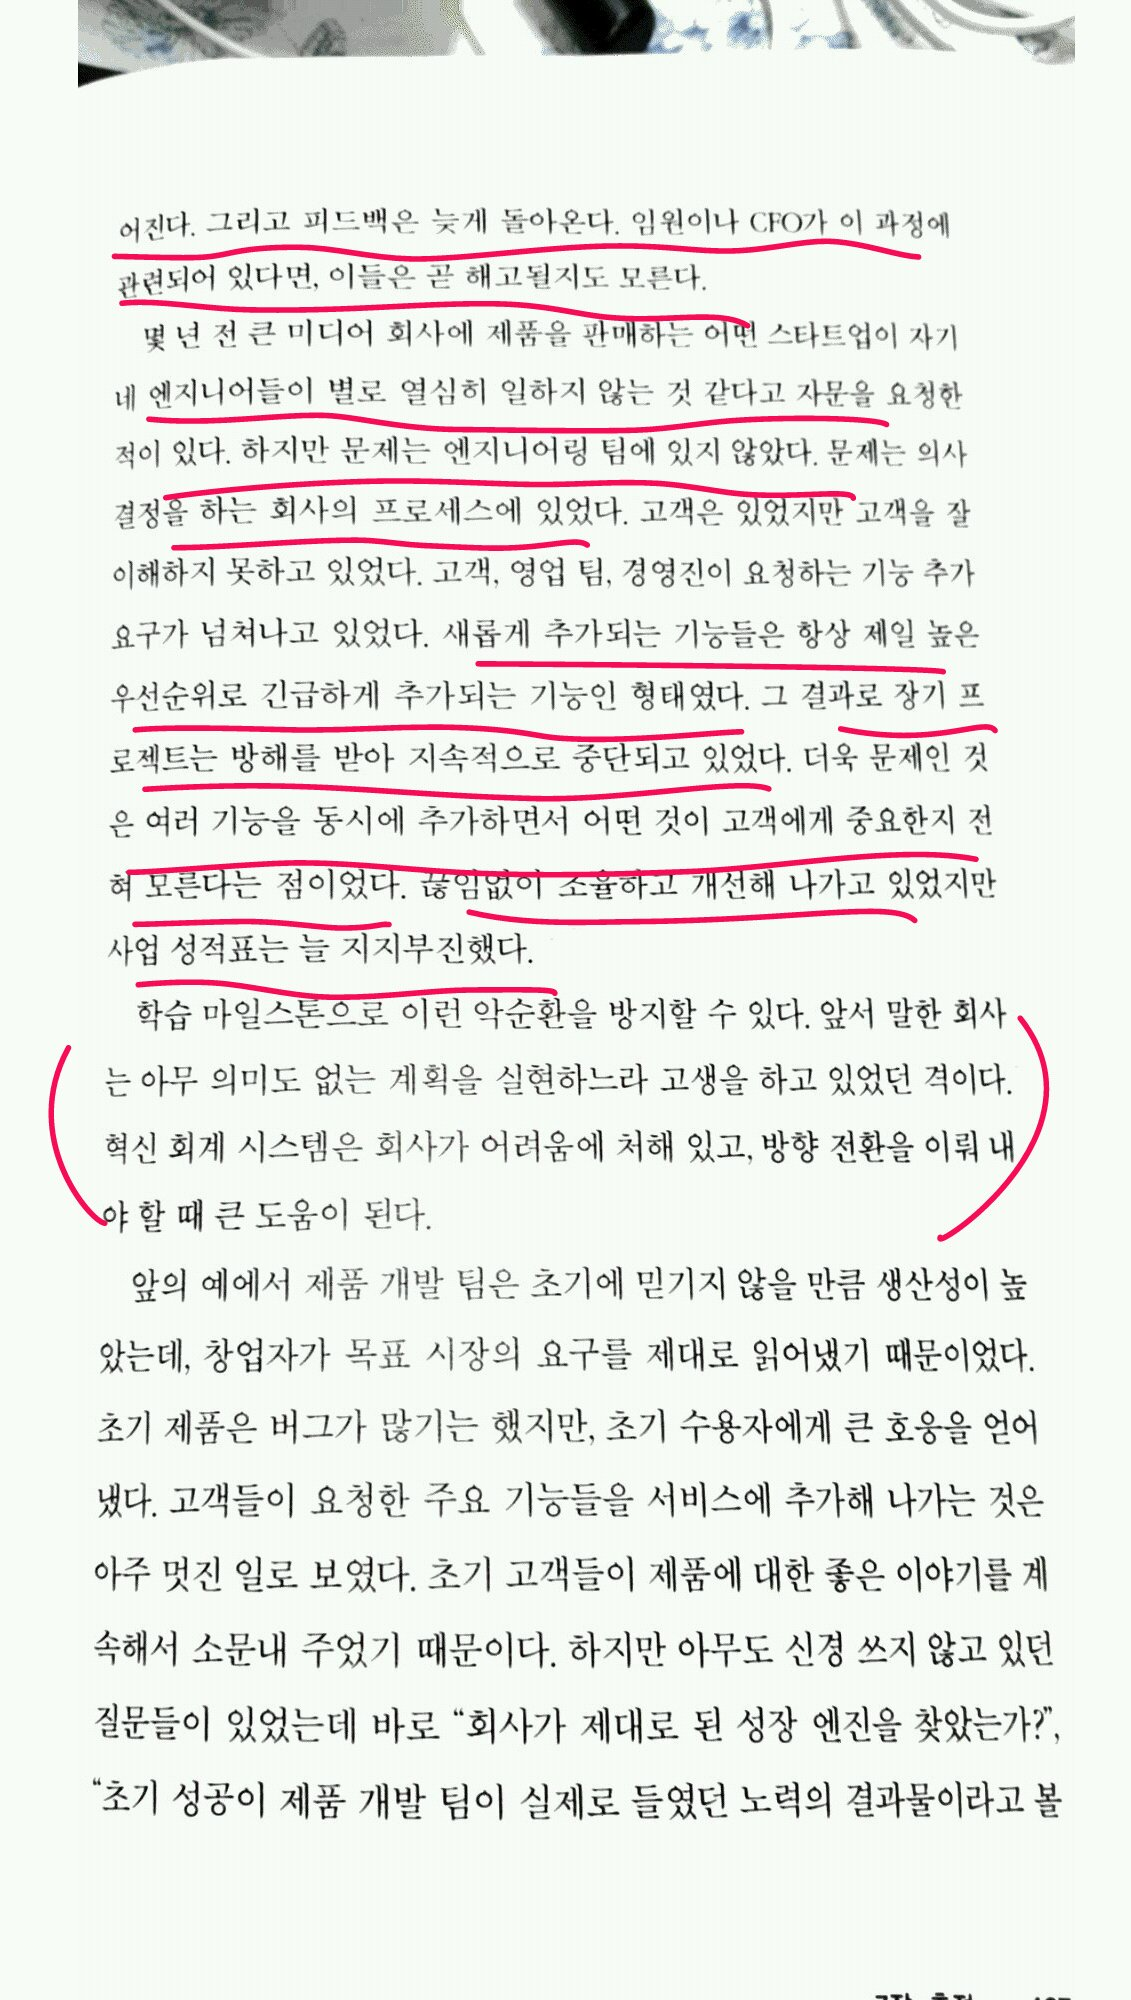 어진다. 그리고 피드백은 늦게 돌아온다. 임원이나 CFO가 이 과정에
관련되어 있다면, 이들은 곧 해고될지도 모른다.
몇 년 전 큰 미디어 회사에 제품을 판매하는 어떤 스타트업이 자기
네 엔지니어들이 별로 열심히 일하지 않는 것 같다고 자문을 요청한
적이 있다. 하지만 문제는 엔지니어링 팀에 있지 않았다. 문제는 의사
결정을 하는 회사의 프로세스에 있었다. 고객은 있었지만 고객을 잘
이해하지 못하고 있었다. 고객, 영업 팀, 경영진이 요청하는 기능 추가
요구가 넘쳐나고 있었다. 새롭게 추가되는 기능들은 항상 제일 높은
우선순위로 긴급하게 추가되는 기능인 형태였다. 그 결과로 장기 프
로젝트는 방해를 받아 지속적으로 중단되고 있었다. 더욱 문제인 것
은 여러 기능을 동시에 추가하면서 어떤 것이 고객에게 중요한지 전
혀 모른다는 점이었다. 끊임없이 조율하고 개선해 나가고 있었지만
사업 성적표는 늘 지지부진했다.
학습 마일스톤으로 이런 악순환을 방지할 수 있다. 앞서 말한 회사
는 아무 의미도 없는 계획을 실현하느라 고생을 하고 있었던 격이다.
혁신 회계 시스템은 회사가 어려움에 처해 있고, 방향 전환을 이뤄 내
야 할 때 큰 도움이 된다.
앞의 예에서 제품 개발 팀은 초기에 믿기지 않을 만큼 생산성이 높
았는데, 창업자가 목표 시장의 요구를 제대로 읽어냈기 때문이었다.
초기 제품은 버그가 많기는 했지만, 초기 수용자에게 큰 호응을 얻어
냈다. 고객들이 요청한 주요 기능들을 서비스에 추가해 나가는 것은
아주 멋진 일로 보였다. 초기 고객들이 제품에 대한 좋은 이야기를 계
속해서 소문내 주었기 때문이다. 하지만 아무도 신경 쓰지 않고 있던
질문들이 있었는데 바로 “회사가 제대로 된 성장 엔진을 찾았는가?”,
“초기 성공이 제품 개발 팀이 실제로 들였던 노력의 결과물이라고 볼